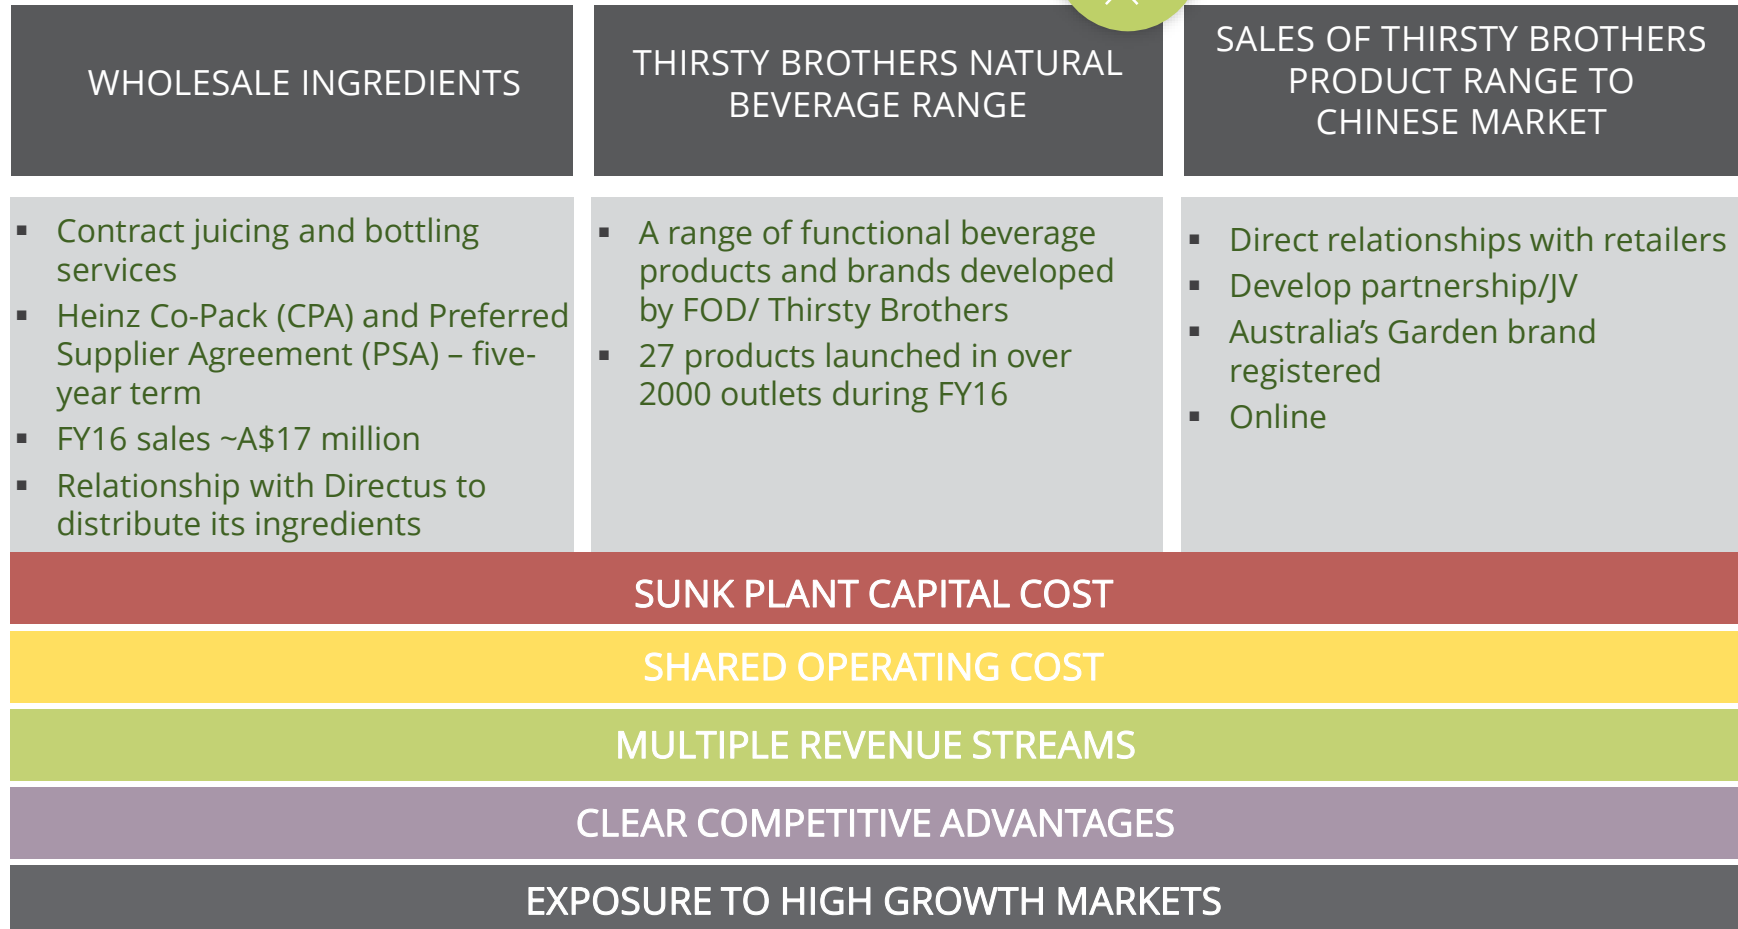 WHOLESALE INGREDIENTS
THIRSTY BROTHERS NATURAL
BEVERAGE RANGE
SALES OF THIRSTY BROTHERS
PRODUCT RANGE TO
CHINESE MARKET
▪ Contract juicing and bottling
services
▪ Heinz Co-Pack (CPA) and Preferred
Supplier Agreement (PSA) – five-
year term
▪ FY16 sales ~A$17 million
▪ Relationship with Directus to
distribute its ingredients
▪ A range of functional beverage
products and brands developed
by FOD/ Thirsty Brothers
▪ 27 products launched in over
2000 outlets during FY16
▪ Direct relationships with retailers
▪ Develop partnership/JV
▪ Australia’s Garden brand
registered
▪ Online
SUNK PLANT CAPITAL COST
SHARED OPERATING COST
MULTIPLE REVENUE STREAMS
CLEAR COMPETITIVE ADVANTAGES
EXPOSURE TO HIGH GROWTH MARKETS